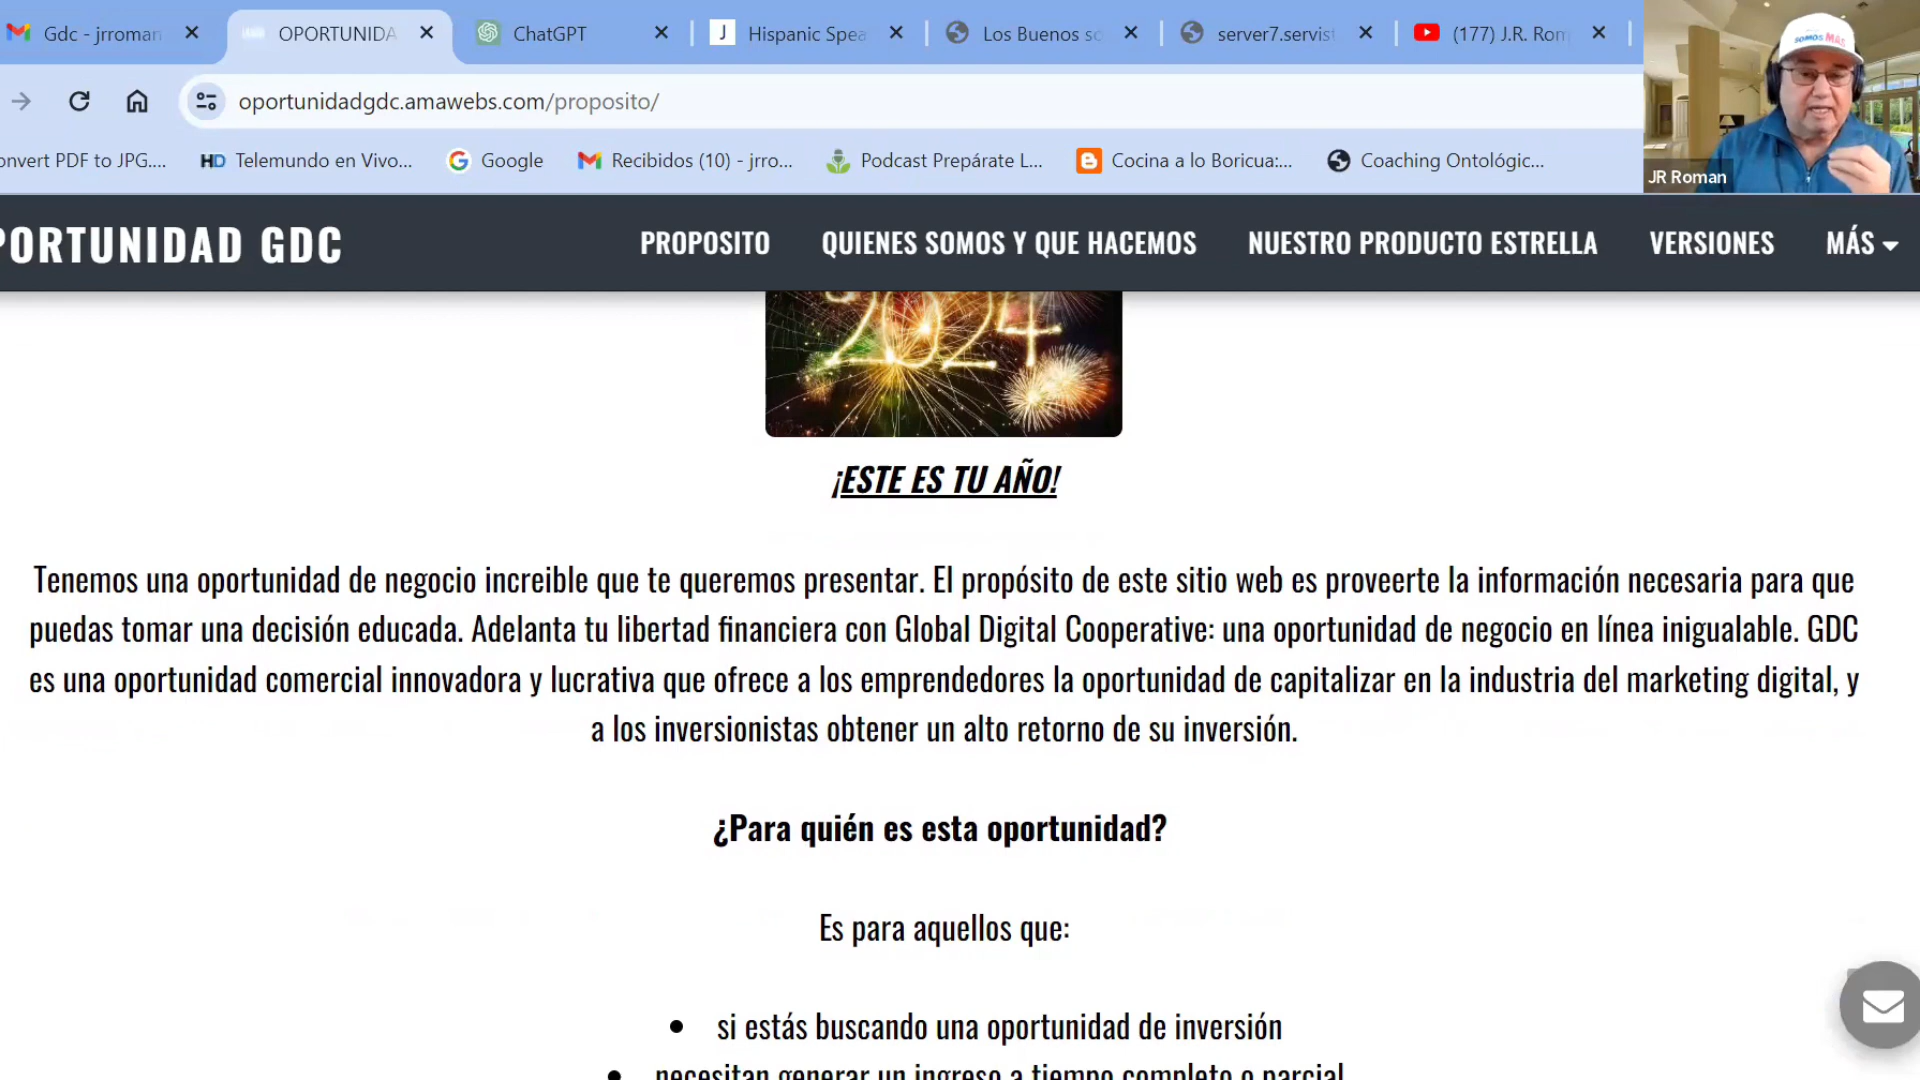 Gdc - jrroman
OPORTUNIDA
ChatGPT
Hispanic Spea
Los Buenos so
server7.servist
(177) J.R. Rom
oportunidadgdc.amawebs.com/proposito/
onvert PDF to JPG....
HD Telemundo en Vivo...
Google
Recibidos (10) - jrro...
Podcast Prepárate L...
Cocina a lo Boricua:...
Coaching Ontológic...
SOMOS MAS
JR Roman
PORTUNIDAD GDC
PROPOSITO
QUIENES SOMOS Y QUE HACEMOS
NUESTRO PRODUCTO ESTRELLA
VERSIONES
MÁS
2024
¡ESTE ES TU AÑO!
Tenemos una oportunidad de negocio increible que te queremos presentar. El propósito de este sitio web es proveerte la información necesaria para que
puedas tomar una decisión educada. Adelanta tu libertad financiera con Global Digital Cooperative: una oportunidad de negocio en línea inigualable. GDC
es una oportunidad comercial innovadora y lucrativa que ofrece a los emprendedores la oportunidad de capitalizar en la industria del marketing digital, y
a los inversionistas obtener un alto retorno de su inversión.
¿Para quién es esta oportunidad?
Es para aquellos que:
• si estás buscando una oportunidad de inversión
• necesitan generar un ingreso a tiempo completo o parcial